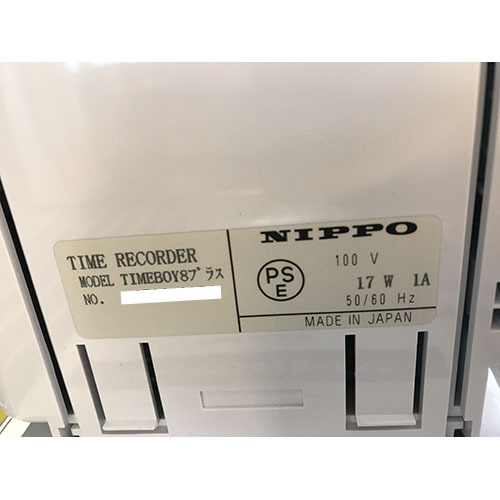 TIME RECORDER
MODEL TIMEBOY8プラス
NO.
NIPPO
PS
E
100 V
17 W 1A
50/60 Hz
MADE IN JAPAN